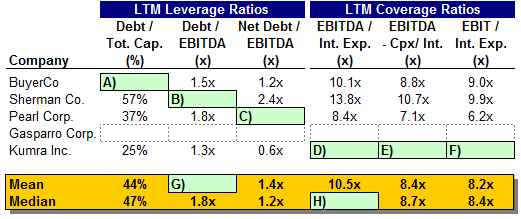 LTM Leverage Ratios LTM Coverage Ratios
Debt / Debt / Net Debt / EBITDA / EBITDA EBIT /
Tot. Cap. EBITDA EBITDA Int. Exp. - Cpx/ Int. Int. Exp.
Company (%) (x) (x) (x) (x) (x)
BuyerCo A) 1.5x 1.2x 10.1x 8.8x 9.0x
Sherman Co. 57% B) 2.4x 13.8x 10.7x 9.9x
Pearl Corp. 37% 1.8x C) 8.4x 7.1x 6.2x
Gasparro Corp.
Kumra Inc. 25% 1.3x 0.6x D) E) F)
Mean 44% G) 1.4x 10.5x 8.4x 8.2x
Median 47% 1.8x 1.2x H) 8.7x 8.4x